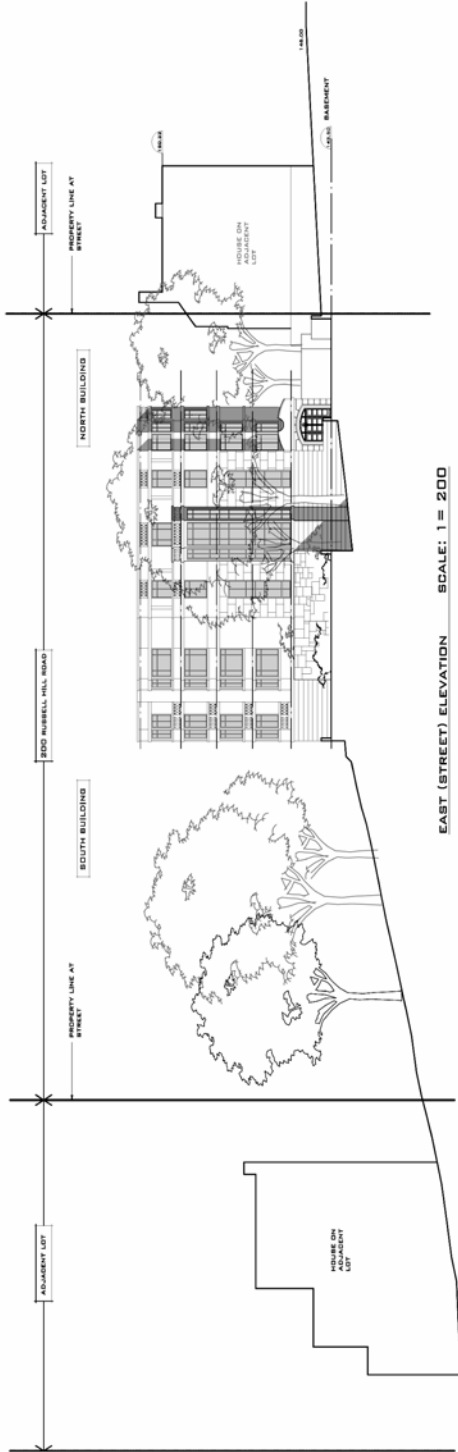 ADJACENT LOT
200 RUSSELL HILL ROAD
ADJACENT LOT
PROPERTY LINE AT
STREET
SOUTH BUILDING
NORTH BUILDING
PROPERTY LINE AT
STREET
HOUSE ON
ADJACENT
LOT
HOUSE ON
ADJACENT
LOT
BASEMENT
EAST (STREET) ELEVATION SCALE: 1 = 200